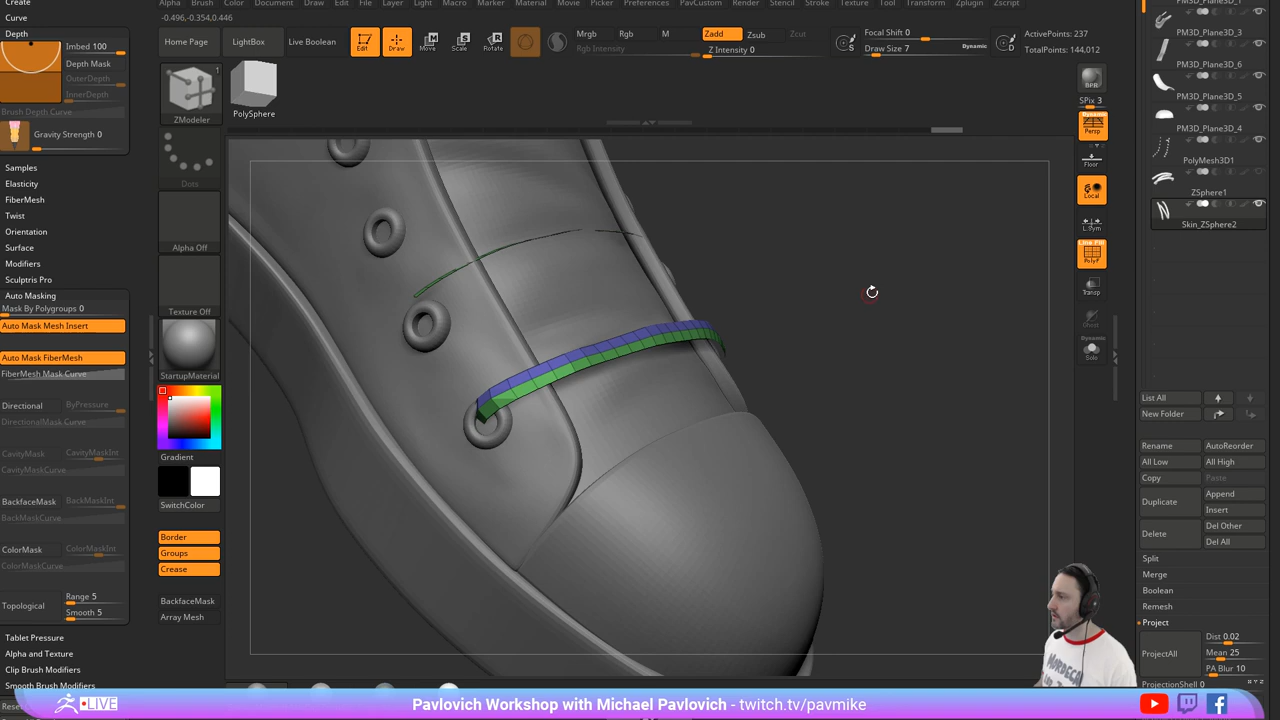 Create
Alpha Brush Color Document Draw Edit File Layer Light Macro Marker Material Movie Picker Preferences PavCustom Render Stencil Stroke Texture Tool Transform Zplugin Zscript
-0.496,-0.354,0.446
Curve
Depth
Imbed 100
Depth Mask
OuterDepth
InnerDepth
Brush Depth Curve
Gravity Strength 0
Samples
Elasticity
FiberMesh
Twist
Orientation
Surface
Modifiers
Sculptris Pro
Auto Masking
Mask By Polygroups 0
Auto Mask Mesh Insert
Auto Mask FiberMesh
FiberMesh Mask Curve
Directional ByPressure
DirectionalMask Curve
CavityMask CavityMaskInt
CavityMaskCurve
BackfaceMask BackMaskInt
BackMaskCurve
ColorMask ColorMaskInt
ColorMaskCurve
Topological
Range 5
Smooth 5
Tablet Pressure
Alpha and Texture
Clip Brush Modifiers
Smooth Brush Modifiers
Home Page LightBox Live Boolean
Edit Draw Move Scale Rotate
Mrgb Rgb M
Rgb Intensity
Zadd Zsub Zcut
Z Intensity 0
S
Focal Shift 0
Draw Size 7 Dynamic
D
ActivePoints: 237
TotalPoints: 144,012
1
ZModeler
PolySphere
Dots
Alpha Off
Texture Off
StartupMaterial
Gradient
SwitchColor
Border
Groups
Crease
BackfaceMask
Array Mesh
BPR
SPix 3
Dynamic
Persp
Floor
Local
L.Sym
Line Fill
PolyF
Transp
Ghost
Dynamic
Solo
PM3D_Plane3D_3
PM3D_Plane3D_6
PM3D_Plane3D_5
PM3D_Plane3D_4
PolyMesh3D1
ZSphere1
Skin_ZSphere2
List All
New Folder
Rename AutoReorder
All Low All High
Copy Paste
Duplicate Append
Insert
Delete Del Other
Del All
Split
Merge
Boolean
Remesh
Project
ProjectAll
Dist 0.02
Mean 25
PA Blur 10
ProjectionShell 0
LIVE
Pavlovich Workshop with Michael Pavlovich - twitch.tv/pavmike